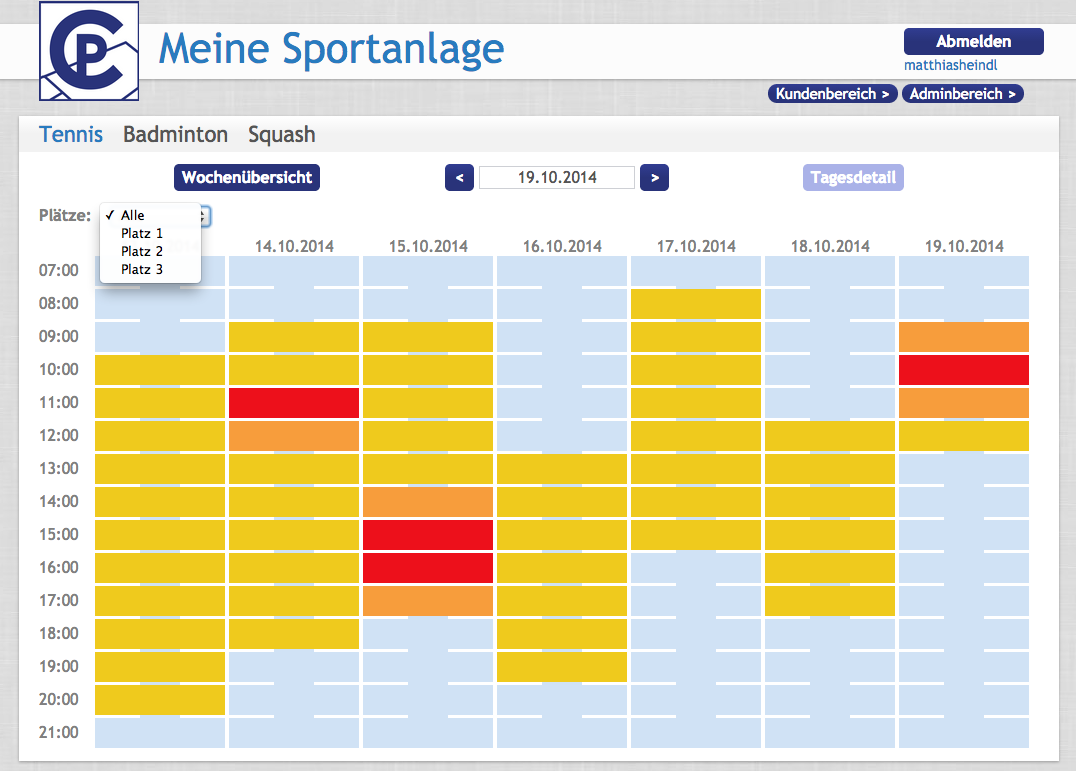 CP
Meine Sportanlage
Abmelden
matthiasheindl
Kundenbereich >
Adminbereich >
Tennis Badminton Squash
Wochenübersicht
< 19.10.2014 >
Tagesdetail
Plätze:
✓ Alle
Platz 1
Platz 2
Platz 3
14.10.2014 15.10.2014 16.10.2014 17.10.2014 18.10.2014 19.10.2014
07:00
08:00
09:00
10:00
11:00
12:00
13:00
14:00
15:00
16:00
17:00
18:00
19:00
20:00
21:00